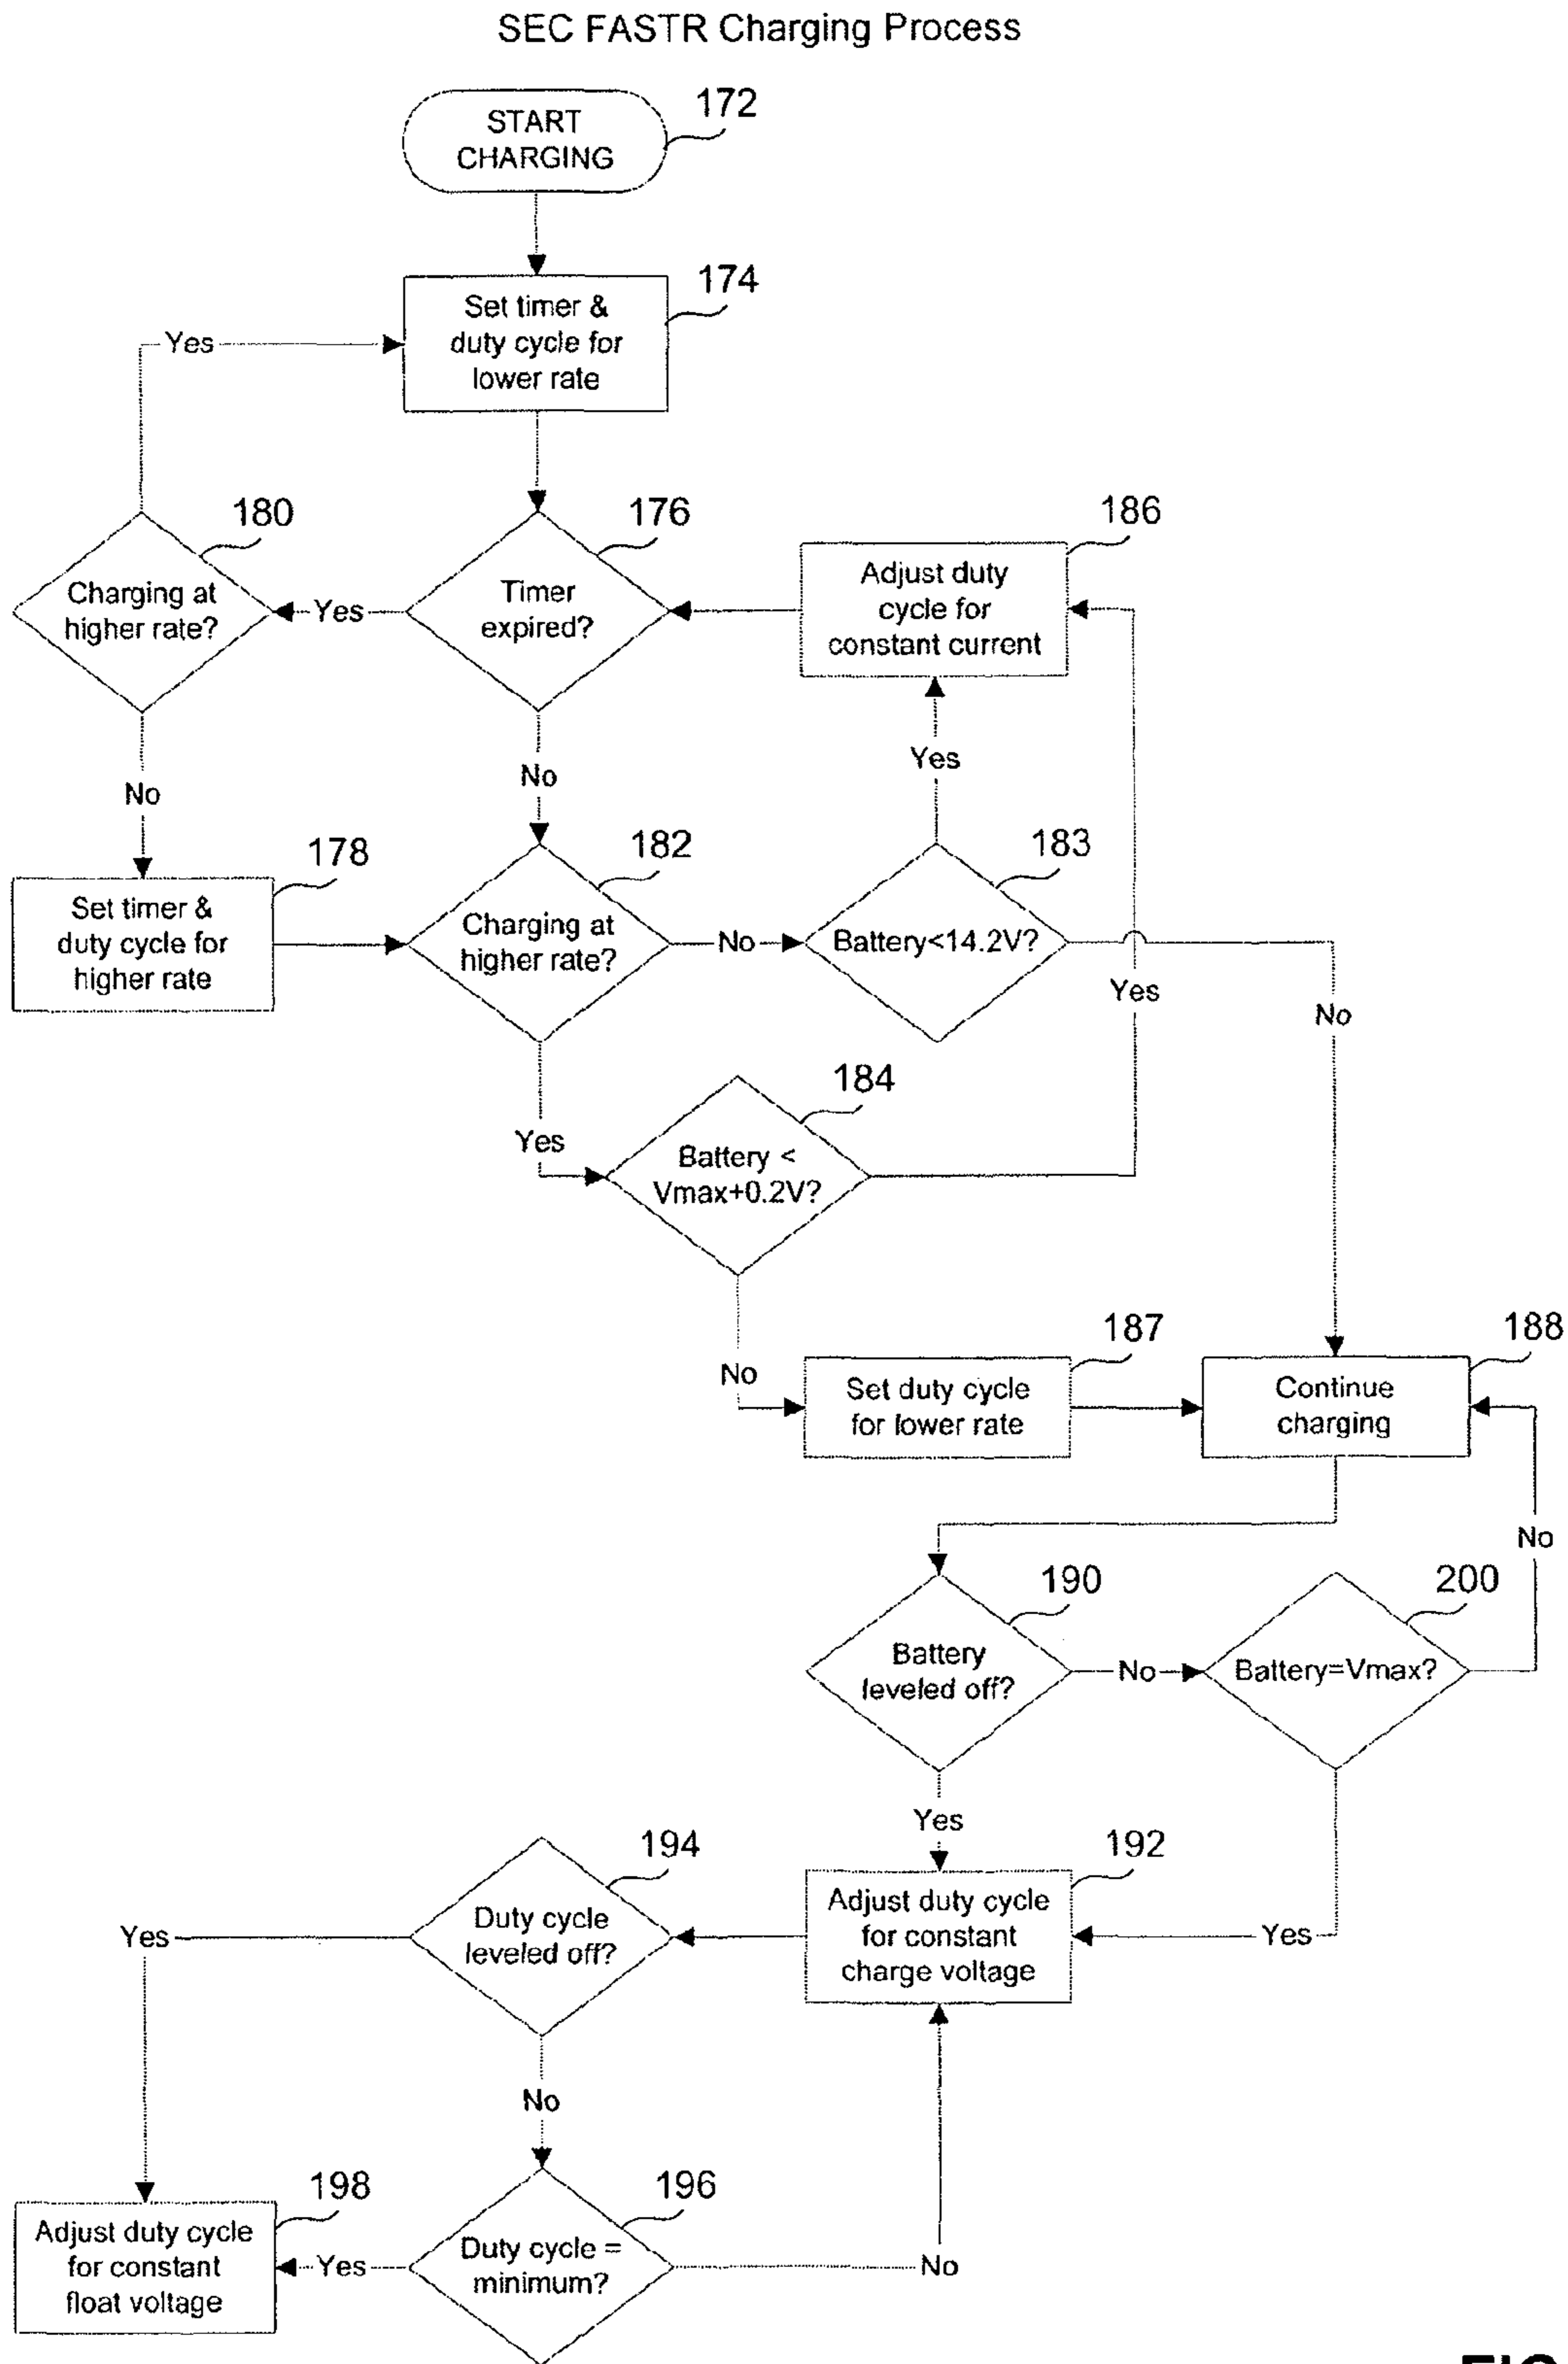 SEC FASTR Charging Process
172
START
CHARGING
174
Set timer &
duty cycle for
lower rate
Yes
180
Charging at
higher rate?
Yes
176
Timer
expired?
186
Adjust duty
cycle for
constant current
No
No
Yes
178
Set timer &
duty cycle for
higher rate
182
Charging at
higher rate?
No
183
Battery<14.2V?
Yes
No
Yes
184
Battery <
Vmax+0.2V?
No
187
Set duty cycle
for lower rate
188
Continue
charging
No
190
Battery
leveled off?
No
200
Battery=Vmax?
Yes
192
Adjust duty cycle
for constant
charge voltage
Yes
194
Duty cycle
leveled off?
Yes
No
198
Adjust duty cycle
for constant
float voltage
Yes
196
Duty cycle =
minimum?
No